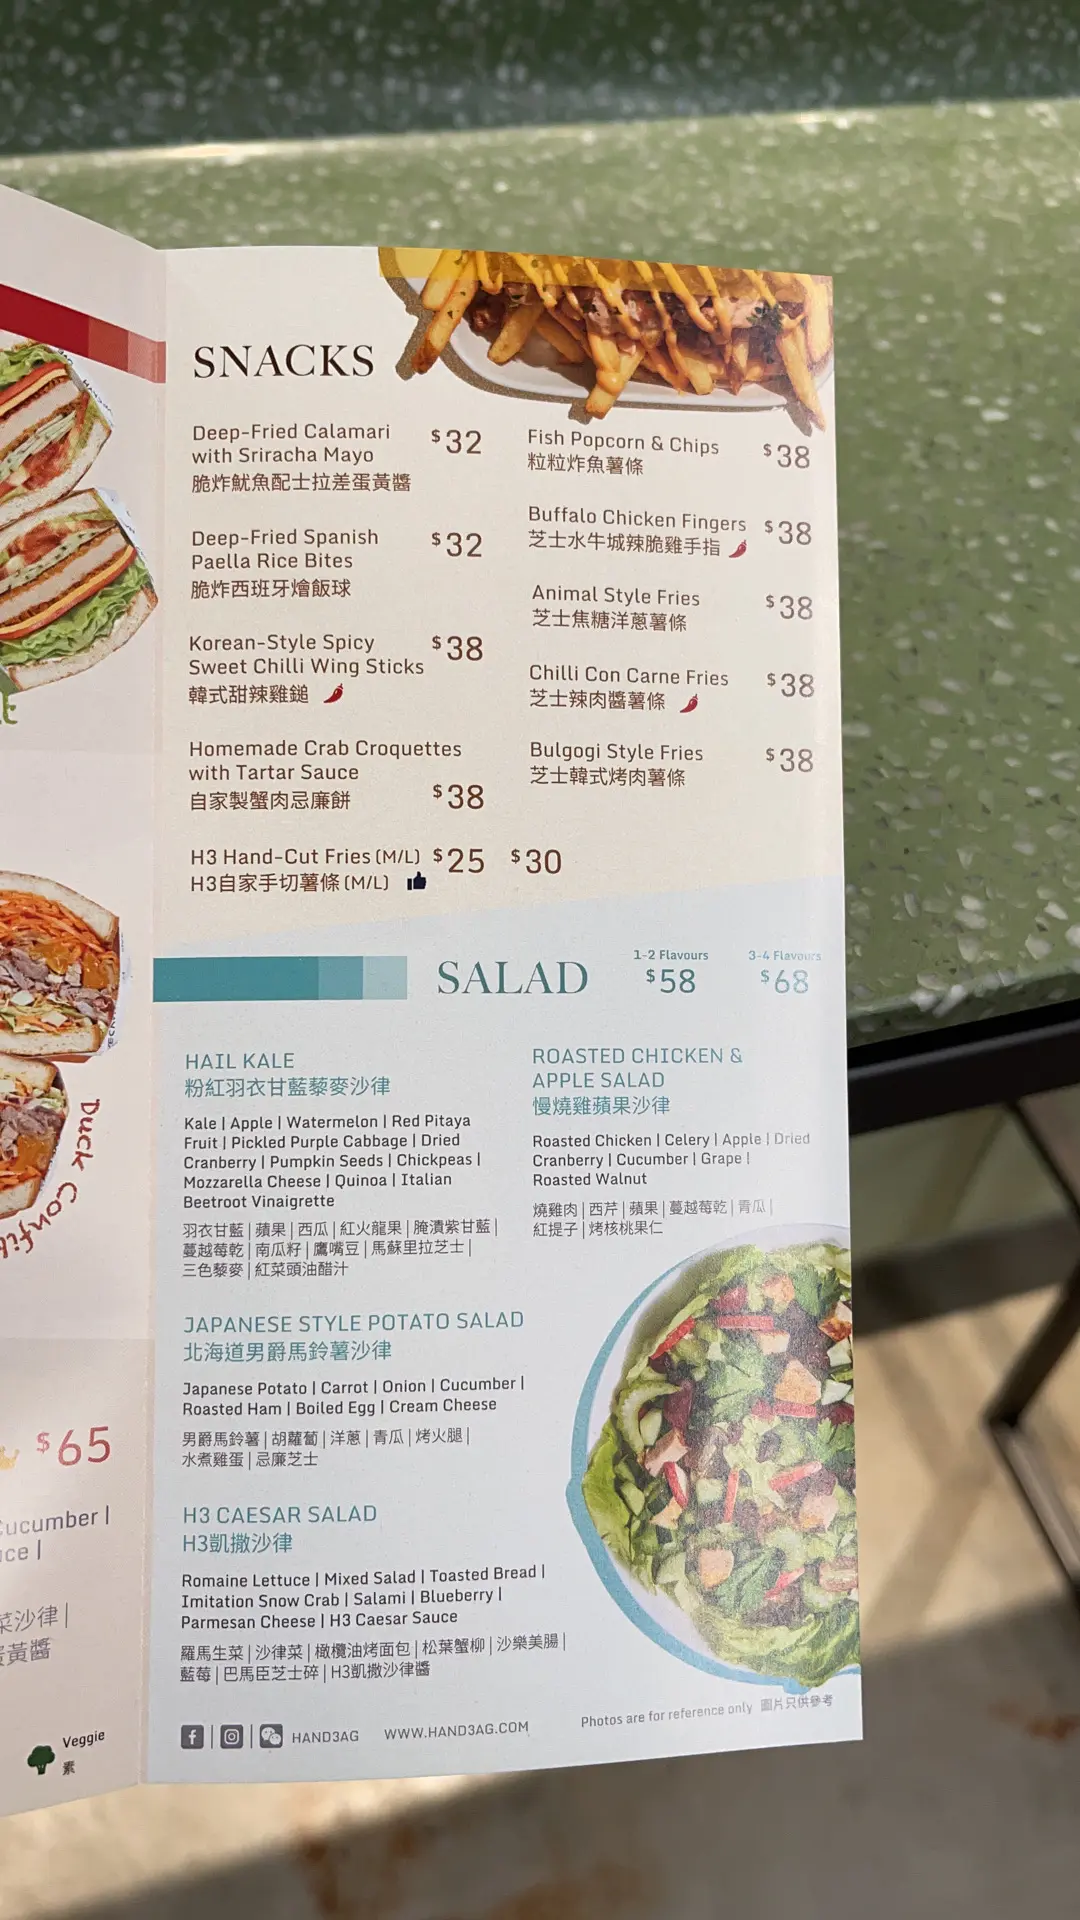 SNACKS
Deep-Fried Calamari
with Sriracha Mayo
脆炸魷魚配士拉差蛋黃醬
$32
Deep-Fried Spanish
Paella Rice Bites
脆炸西班牙燴飯球
$32
Korean-Style Spicy
Sweet Chilli Wing Sticks
韓式甜辣雞鎚
$38
Homemade Crab Croquettes
with Tartar Sauce
自家製蟹肉忌廉餅
$38
H3 Hand-Cut Fries (M/L) $25 $30
H3自家手切薯條 (M/L)
Fish Popcorn & Chips
粒粒炸魚薯條
$38
Buffalo Chicken Fingers
芝士水牛城辣脆雞手指
$38
Animal Style Fries
芝士焦糖洋蔥薯條
$38
Chilli Con Carne Fries
芝士辣肉醬薯條
$38
Bulgogi Style Fries
芝士韓式烤肉薯條
$38
SALAD
1-2 Flavours
$58
3-4 Flavours
$68
HAIL KALE
粉紅羽衣甘藍藜麥沙律
Kale | Apple | Watermelon | Red Pitaya
Fruit | Pickled Purple Cabbage | Dried
Cranberry | Pumpkin Seeds | Chickpeas |
Mozzarella Cheese | Quinoa | Italian
Beetroot Vinaigrette
羽衣甘藍 | 蘋果 | 西瓜 | 紅火龍果 | 醃漬紫甘藍 |
蔓越莓乾 | 南瓜籽 | 鷹嘴豆 | 馬蘇里拉芝士 |
三色藜麥 | 紅菜頭油醋汁
JAPANESE STYLE POTATO SALAD
北海道男爵馬鈴薯沙律
Japanese Potato | Carrot | Onion | Cucumber |
Roasted Ham | Boiled Egg | Cream Cheese
男爵馬鈴薯 | 胡蘿蔔 | 洋蔥 | 青瓜 | 烤火腿 |
水煮雞蛋 | 忌廉芝士
H3 CAESAR SALAD
H3凱撒沙律
Romaine Lettuce | Mixed Salad | Toasted Bread |
Imitation Snow Crab | Salami | Blueberry |
Parmesan Cheese | H3 Caesar Sauce
羅馬生菜 | 沙律菜 | 橄欖油烤面包 | 松葉蟹柳 | 沙樂美腸 |
藍莓 | 巴馬臣芝士碎 | H3凱撒沙律醬
ROASTED CHICKEN &
APPLE SALAD
慢燒雞蘋果沙律
Roasted Chicken | Celery | Apple | Dried
Cranberry | Cucumber | Grape |
Roasted Walnut
燒雞肉 | 西芹 | 蘋果 | 蔓越莓乾 | 青瓜 |
紅提子 | 烤核桃果仁
HAND3AG WWW.HAND3AG.COM
Photos are for reference only 圖片只供參考
Duck Confit
$65
ucumber |
ce |
菜沙律 |
黃醬
Veggie
素